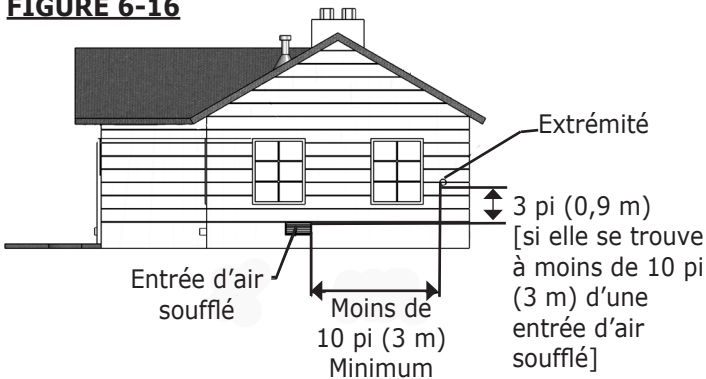 FIGURE 6-16
Extrémité
3 pi (0,9 m)
[si elle se trouve
à moins de 10 pi
(3 m) d’une
entrée d’air
soufflé]
Entrée d’air
soufflé
Moins de
10 pi (3 m)
Minimum